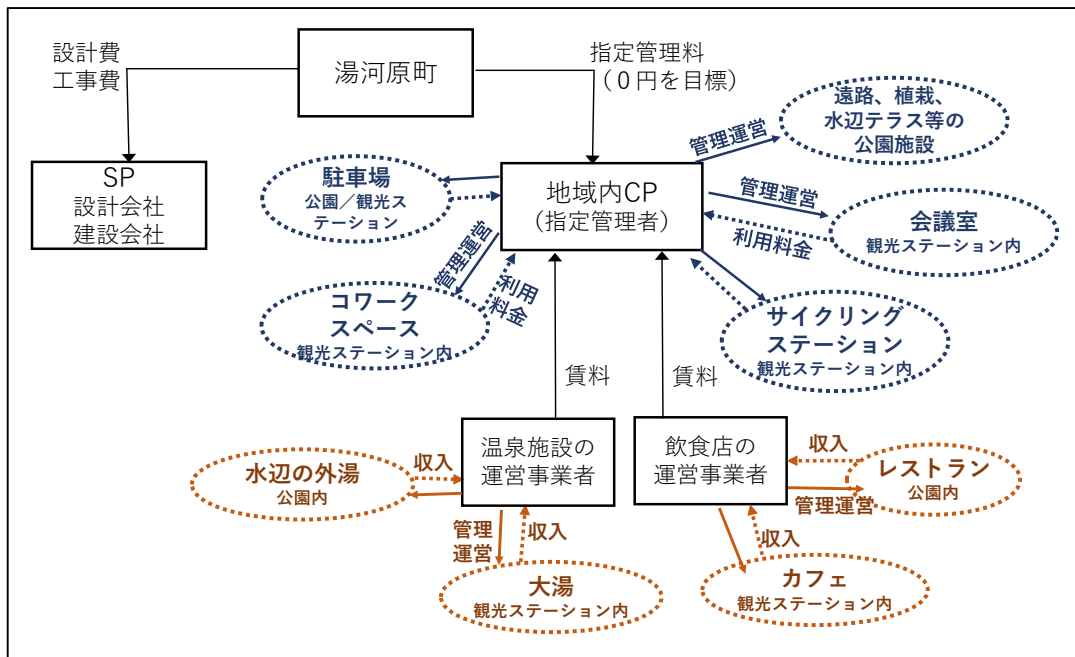 設計費
工事費
湯河原町
指定管理料
（０円を目標）
遠路、植栽、
水辺テラス等の
公園施設
管理運営
SP
設計会社
建設会社
駐車場
公園／観光ス
テーション
地域内CP
（指定管理者）
管理運営
会議室
観光ステーション内
利用料金
管理運営
利用
料金
コワーク
スペース
観光ステーション内
サイクリング
ステーション
観光ステーション内
賃料
賃料
温泉施設の
運営事業者
飲食店の
運営事業者
水辺の外湯
公園内
収入
収入
レストラン
公園内
管理運営
管理
運営
収入
収入
大湯
観光ステーション内
カフェ
観光ステーション内